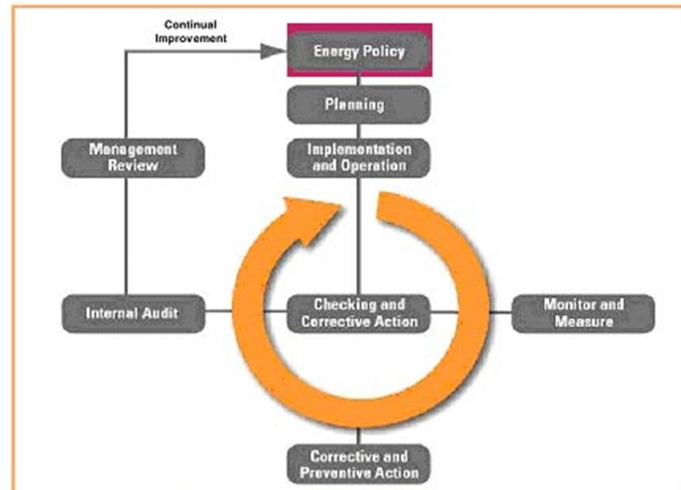 Continual
Improvement
Energy Policy
Planning
Management
Review
Implementation
and Operation
Internal Audit
Checking and
Corrective Action
Monitor and
Measure
Corrective and
Preventive Action